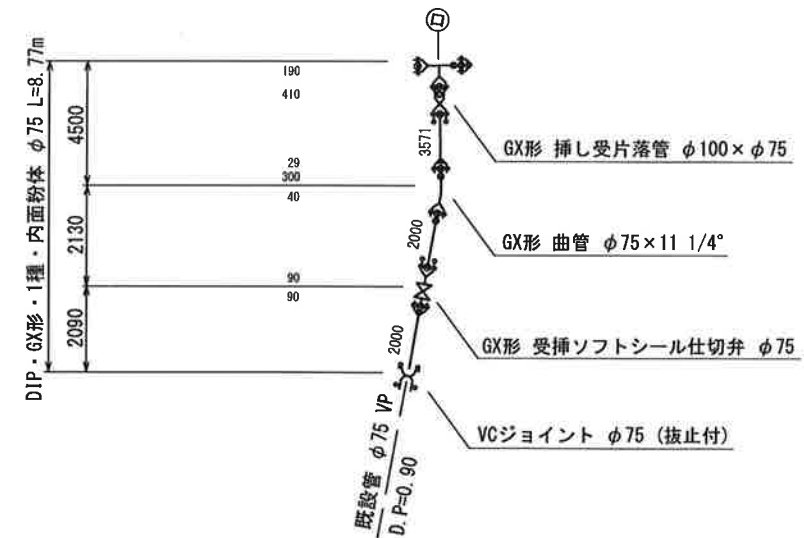 ロ
DIP・GX形・1種・内面粉体 φ75 L=8.77m
4500
2130
2090
190
410
29
300
40
90
90
3571
2000
2000
GX形 挿し受片落管 φ100×φ75
GX形 曲管 φ75×11 1/4°
GX形 受挿ソフトシール仕切弁 φ75
VCジョイント φ75 (抜止付)
既設管 φ75 VP
D.P=0.90